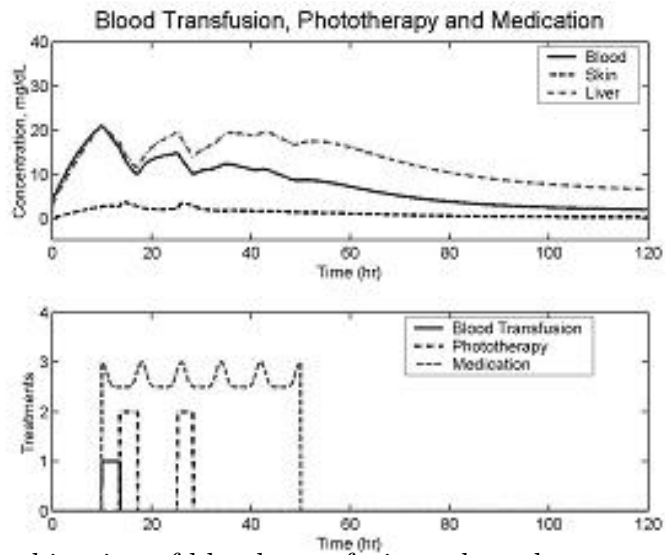 Blood Transfusion, Phototherapy and Medication
40
30
20
10
0
Concentration, mg/dL
Blood
Skin
Liver
0 20 40 60 80 100 120
Time (hr)
4
3
2
1
0
Treatments
Blood Transfusion
Phototherapy
Medication
0 20 40 60 80 100 120
Time (hr)